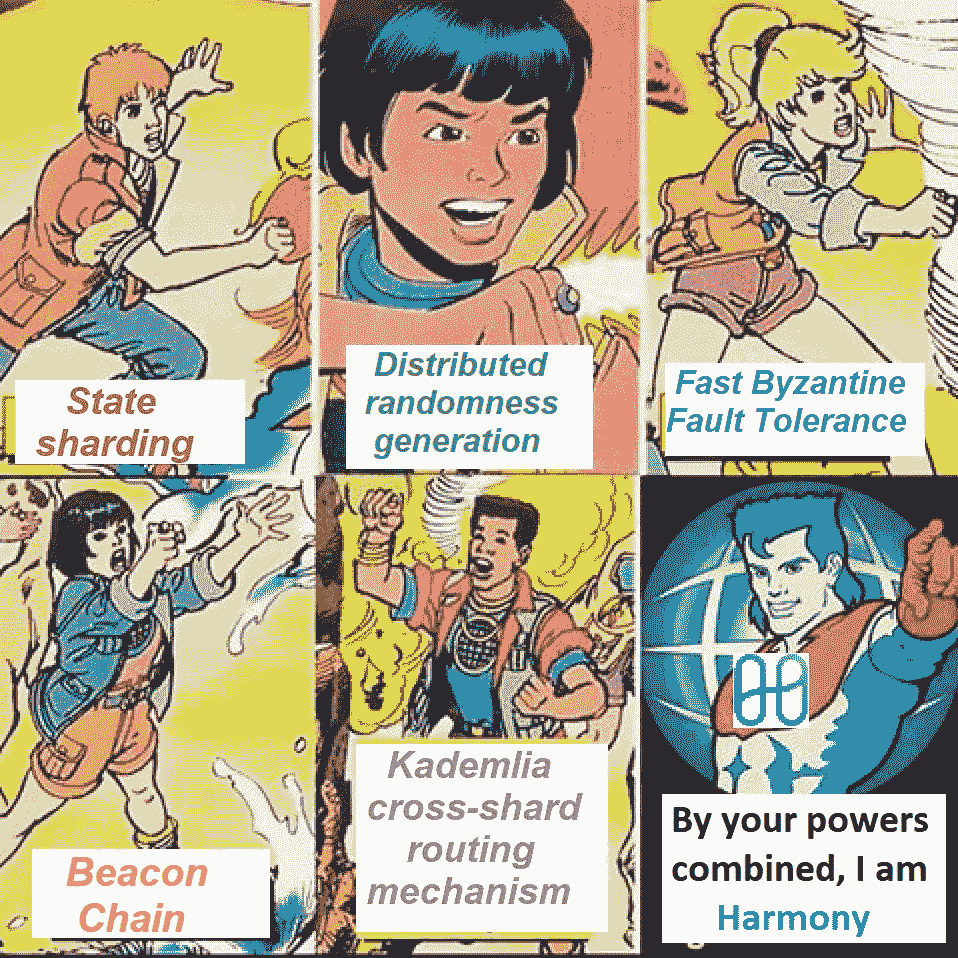 State
sharding
Distributed
randomness
generation
Fast Byzantine
Fault Tolerance
Beacon
Chain
Kademlia
cross-shard
routing
mechanism
By your powers
combined, I am
Harmony